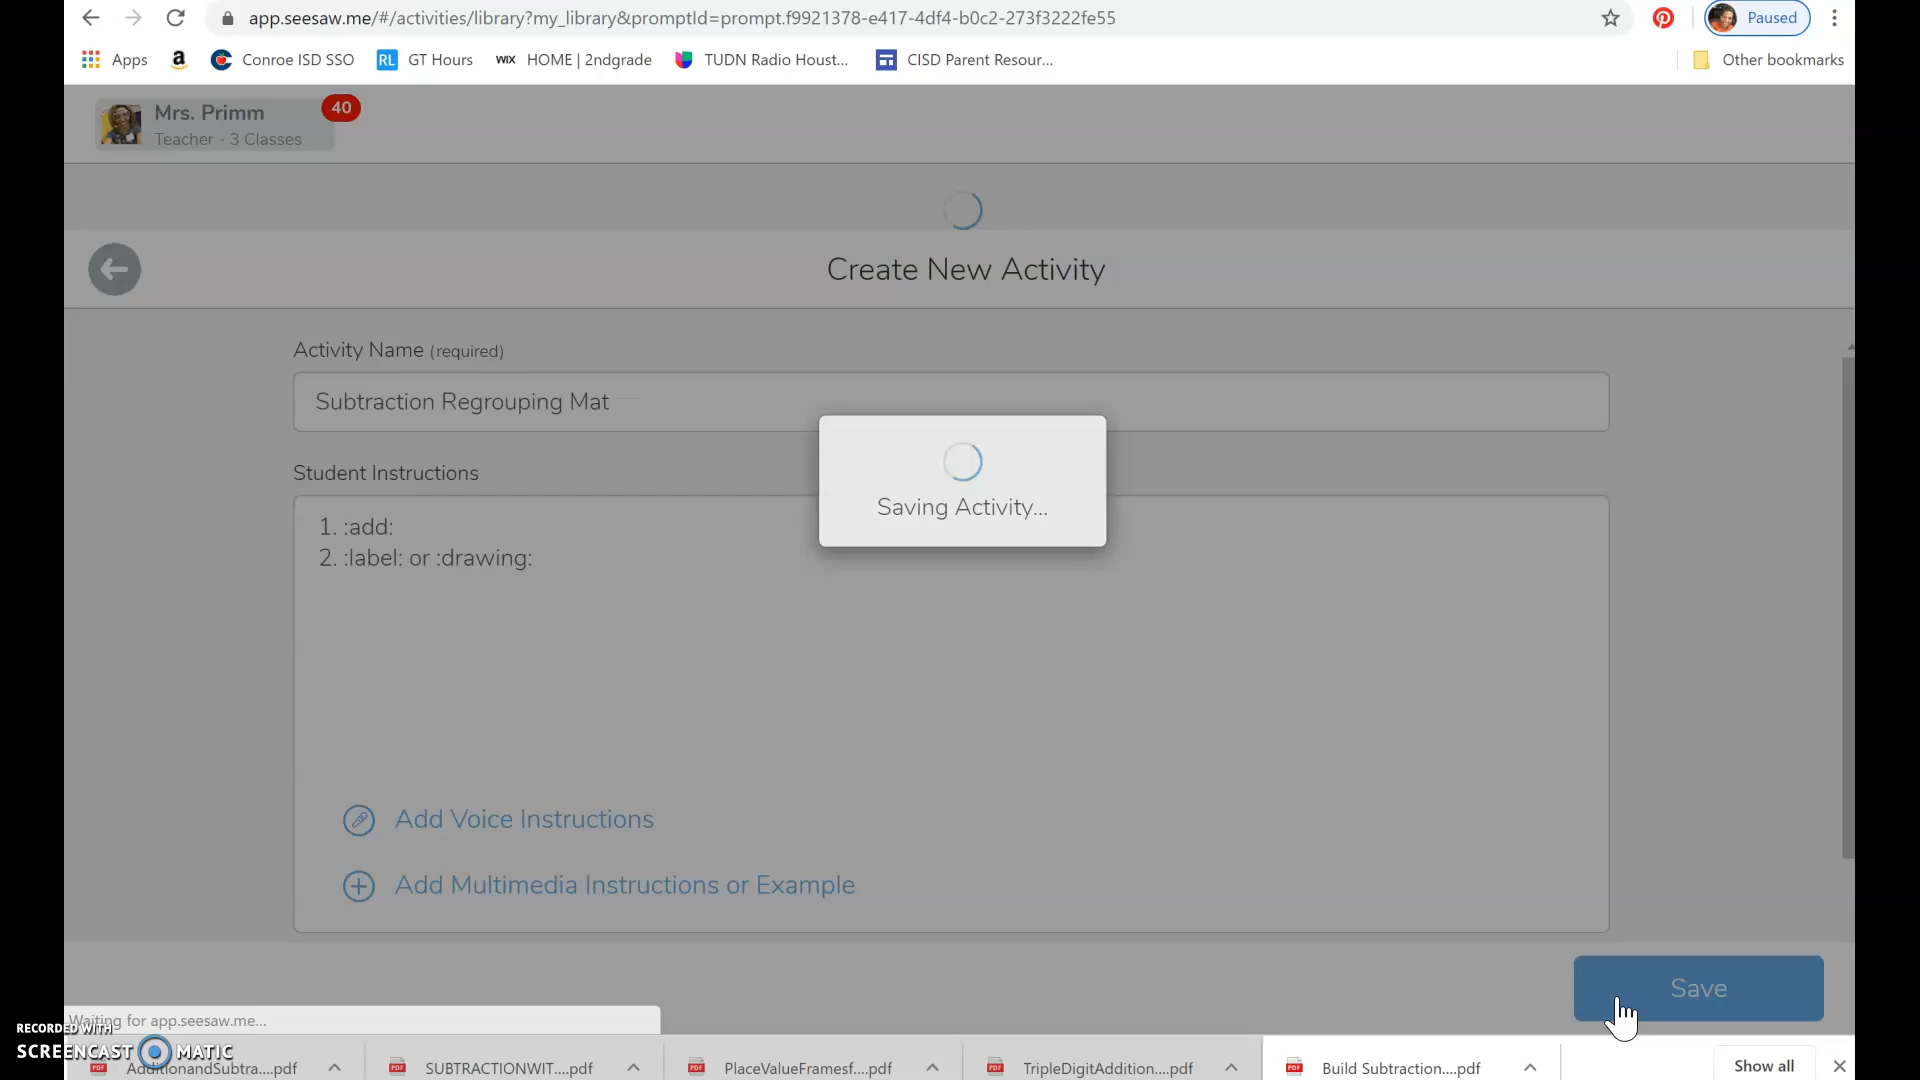 app.seesaw.me/#/activities/library?my_library&promptId=prompt.f9921378-e417-4df4-b0c2-273f3222fe55
Paused
Apps
Conroe ISD SSO
RL GT Hours
WIX HOME | 2ndgrade
TUDN Radio Houst...
CISD Parent Resour...
Other bookmarks
Mrs. Primm
40
Teacher - 3 Classes
Create New Activity
Activity Name (required)
Subtraction Regrouping Mat
Student Instructions
1. :add:
2. :label: or :drawing:
Saving Activity...
Add Voice Instructions
Add Multimedia Instructions or Example
Save
Waiting for app.seesaw.me...
RECORDED WITH
SCREENCAST MATIC
AdditionandSubtra....pdf
SUBTRACTIONWIT....pdf
PlaceValueFramesf....pdf
TripleDigitAddition....pdf
Build Subtraction....pdf
Show all